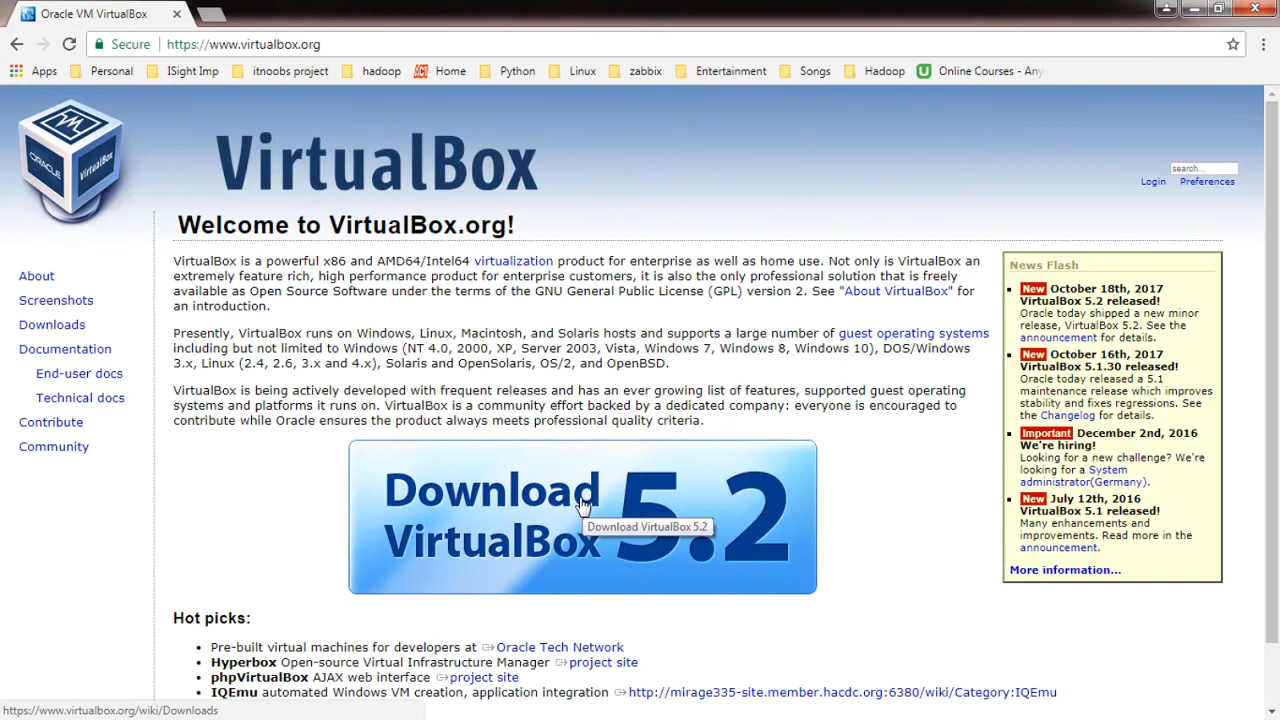 Oracle VM VirtualBox
Secure
https://www.virtualbox.org
Apps
Personal
ISight Imp
itnoobs project
hadoop
ACT
Home
Python
Linux
zabbix
Entertainment
Songs
Hadoop
Online Courses - Any
ORACLE
VirtualBox
VirtualBox
search...
Login
Preferences
Welcome to VirtualBox.org!
About
Screenshots
Downloads
Documentation
End-user docs
Technical docs
Contribute
Community
VirtualBox is a powerful x86 and AMD64/Intel64 virtualization product for enterprise as well as home use. Not only is VirtualBox an
extremely feature rich, high performance product for enterprise customers, it is also the only professional solution that is freely
available as Open Source Software under the terms of the GNU General Public License (GPL) version 2. See "About VirtualBox" for
an introduction.
Presently, VirtualBox runs on Windows, Linux, Macintosh, and Solaris hosts and supports a large number of guest operating systems
including but not limited to Windows (NT 4.0, 2000, XP, Server 2003, Vista, Windows 7, Windows 8, Windows 10), DOS/Windows
3.x, Linux (2.4, 2.6, 3.x and 4.x), Solaris and OpenSolaris, OS/2, and OpenBSD.
VirtualBox is being actively developed with frequent releases and has an ever growing list of features, supported guest operating
systems and platforms it runs on. VirtualBox is a community effort backed by a dedicated company: everyone is encouraged to
contribute while Oracle ensures the product always meets professional quality criteria.
Download
VirtualBox
5.2
Download VirtualBox 5.2
Hot picks:
Pre-built virtual machines for developers at Oracle Tech Network
Hyperbox Open-source Virtual Infrastructure Manager project site
phpVirtualBox AJAX web interface project site
IQEmu automated Windows VM creation, application integration http://mirage335-site.member.hacdc.org:6380/wiki/Category:IQEmu
News Flash
New October 18th, 2017
VirtualBox 5.2 released!
Oracle today shipped a new minor
release, VirtualBox 5.2. See the
announcement for details.
New October 16th, 2017
VirtualBox 5.1.30 released!
Oracle today released a 5.1
maintenance release which improves
stability and fixes regressions. See
the Changelog for details.
Important December 2nd, 2016
We're hiring!
Looking for a new challenge? We're
looking for a System
administrator(Germany).
New July 12th, 2016
VirtualBox 5.1 released!
Many enhancements and
improvements. Read more in the
announcement.
More information...
https://www.virtualbox.org/wiki/Downloads